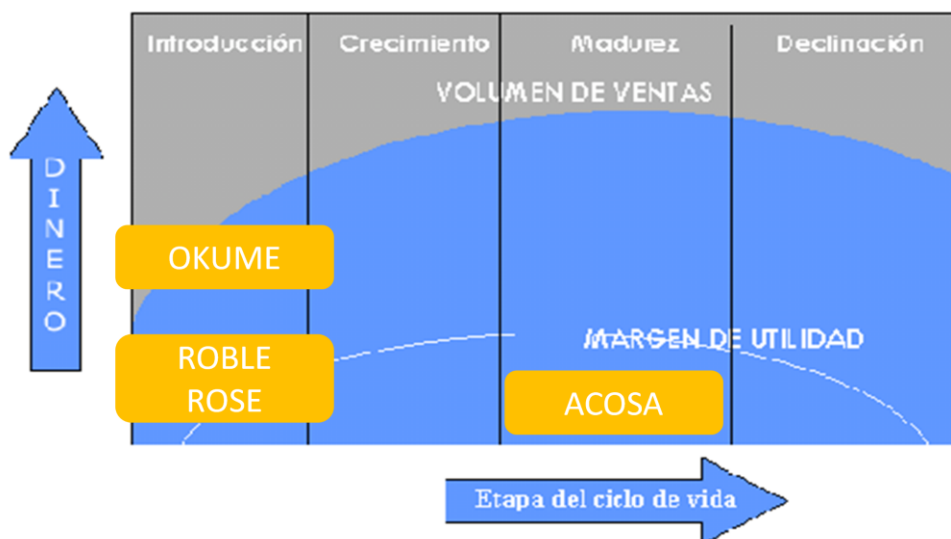 Introducción
Crecimiento
Madurez
Declinación
VOLUMEN DE VENTAS
DINERO
OKUME
MARGEN DE UTILIDAD
ROBLE
ROSE
ACOSA
Etapa del ciclo de vida